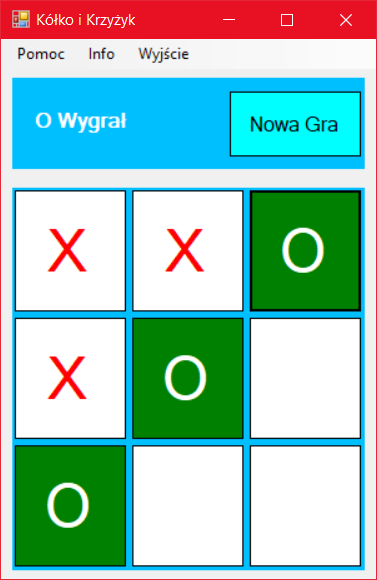 Kółko i Krzyżyk
Pomoc Info Wyjście
O Wygrał
Nowa Gra
X X O
X O
O